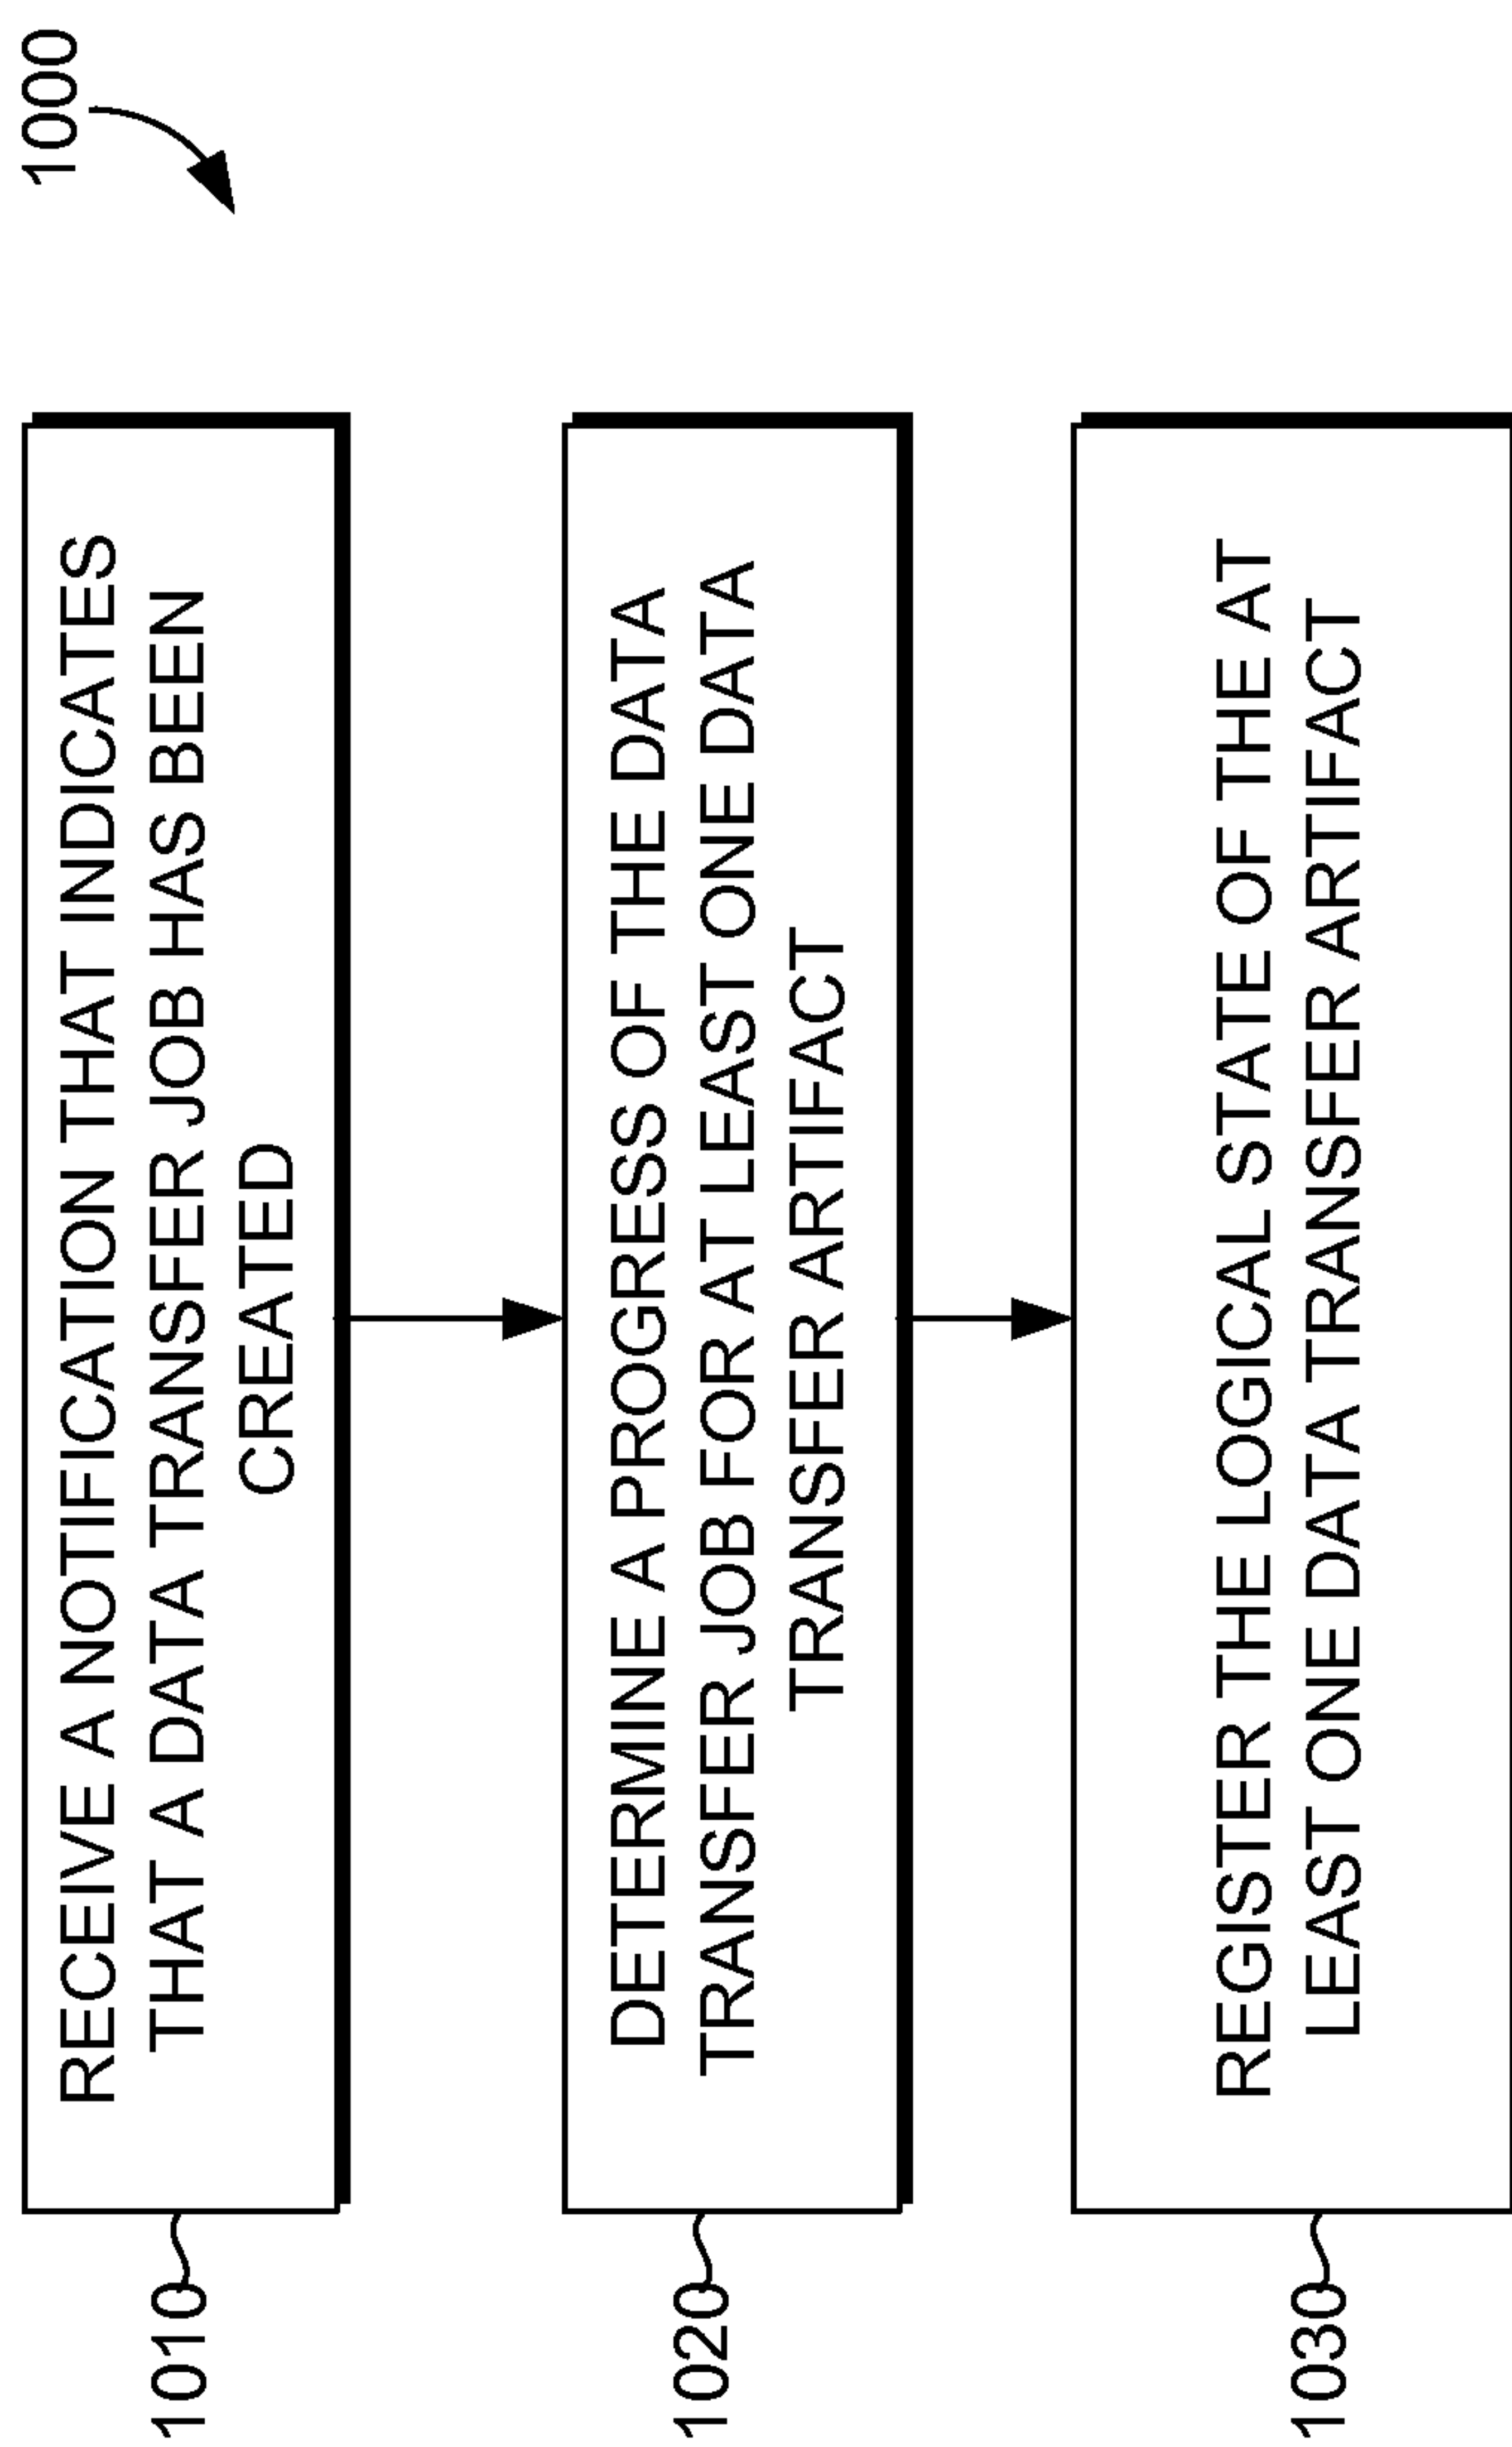 1000
1010
RECEIVE A NOTIFICATION THAT INDICATES
THAT A DATA TRANSFER JOB HAS BEEN
CREATED
1020
DETERMINE A PROGRESS OF THE DATA
TRANSFER JOB FOR AT LEAST ONE DATA
TRANSFER ARTIFACT
1030
REGISTER THE LOGICAL STATE OF THE AT
LEAST ONE DATA TRANSFER ARTIFACT